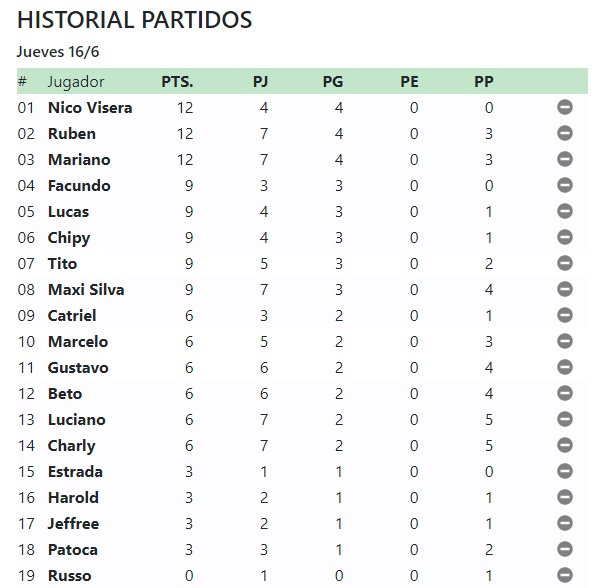 HISTORIAL PARTIDOS
Jueves 16/6
# Jugador PTS. PJ PG PE PP
01 Nico Visera 12 4 4 0 0
02 Ruben 12 7 4 0 3
03 Mariano 12 7 4 0 3
04 Facundo 9 3 3 0 0
05 Lucas 9 4 3 0 1
06 Chipy 9 4 3 0 1
07 Tito 9 5 3 0 2
08 Maxi Silva 9 7 3 0 4
09 Catriel 6 3 2 0 1
10 Marcelo 6 5 2 0 3
11 Gustavo 6 6 2 0 4
12 Beto 6 6 2 0 4
13 Luciano 6 7 2 0 5
14 Charly 6 7 2 0 5
15 Estrada 3 1 1 0 0
16 Harold 3 2 1 0 1
17 Jeffree 3 2 1 0 1
18 Patoca 3 3 1 0 2
19 Russo 0 1 0 0 1